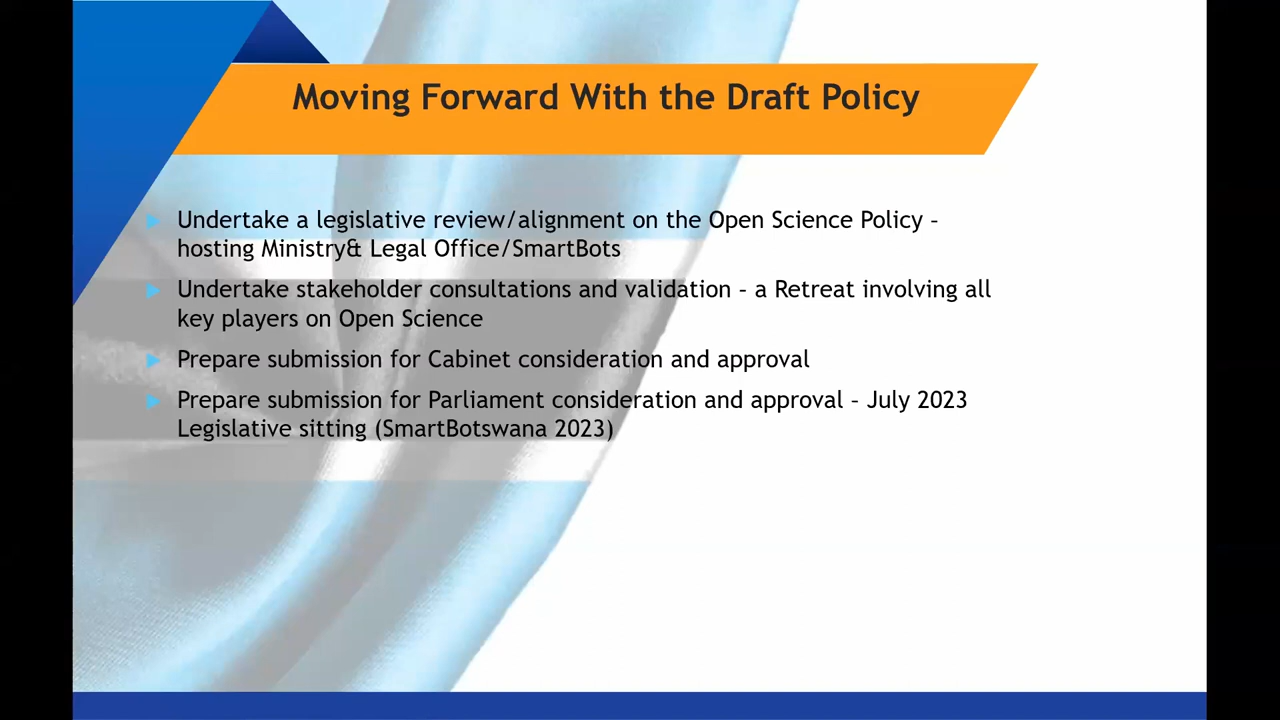 Moving Forward With the Draft Policy
Undertake a legislative review/alignment on the Open Science Policy –
hosting Ministry& Legal Office/SmartBots
Undertake stakeholder consultations and validation – a Retreat involving all
key players on Open Science
Prepare submission for Cabinet consideration and approval
Prepare submission for Parliament consideration and approval – July 2023
Legislative sitting (SmartBotswana 2023)